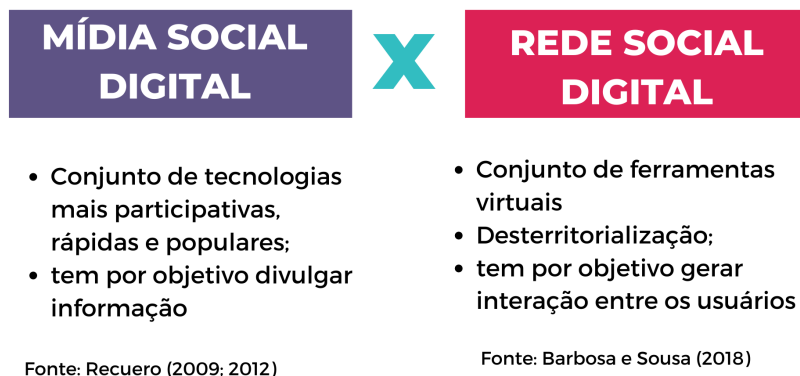 MÍDIA SOCIAL
DIGITAL
X
REDE SOCIAL
DIGITAL
• Conjunto de tecnologias
mais participativas,
rápidas e populares;
• tem por objetivo divulgar
informação
Fonte: Recuero (2009; 2012)
• Conjunto de ferramentas
virtuais
• Desterritorialização;
• tem por objetivo gerar
interação entre os usuários
Fonte: Barbosa e Sousa (2018)